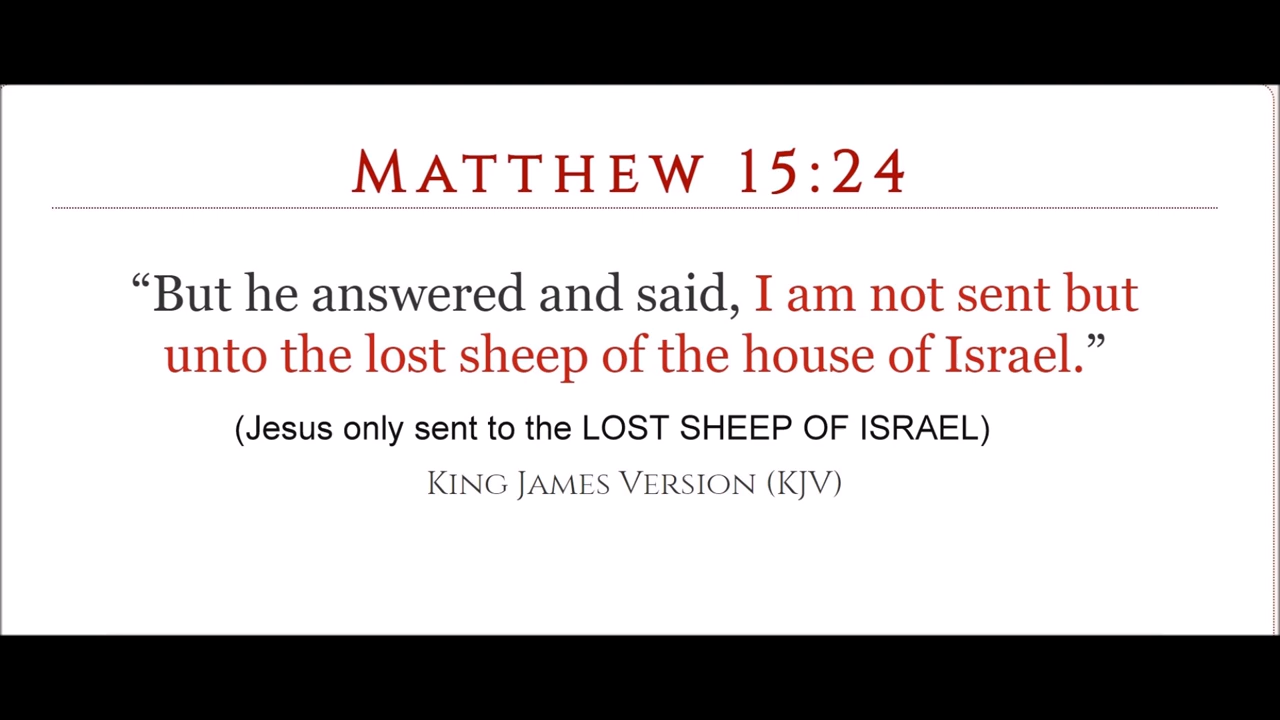 MATTHEW 15:24
“But he answered and said, I am not sent but
unto the lost sheep of the house of Israel.”
(Jesus only sent to the LOST SHEEP OF ISRAEL)
KING JAMES VERSION (KJV)